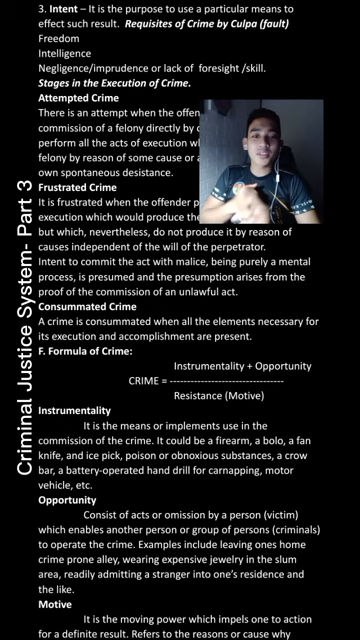 3. Intent – It is the purpose to use a particular means to
effect such result. Requisites of Crime by Culpa (fault)
Freedom
Intelligence
Negligence/imprudence or lack of foresight /skill.
Stages in the Execution of Crime.
Attempted Crime
There is an attempt when the offen
commission of a felony directly by
perform all the acts of execution w
felony by reason of some cause or a
own spontaneous desistance.
Frustrated Crime
It is frustrated when the offender p
execution which would produce the
but which, nevertheless, do not produce it by reason of
causes independent of the will of the perpetrator.
Intent to commit the act with malice, being purely a mental
process, is presumed and the presumption arises from the
proof of the commission of an unlawful act.
Consummated Crime
A crime is consummated when all the elements necessary for
its execution and accomplishment are present.
F. Formula of Crime:
Instrumentality + Opportunity
CRIME = ----------------------------------
Resistance (Motive)
Instrumentality
It is the means or implements use in the
commission of the crime. It could be a firearm, a bolo, a fan
knife, and ice pick, poison or obnoxious substances, a crow
bar, a battery-operated hand drill for carnapping, motor
vehicle, etc.
Opportunity
Consist of acts or omission by a person (victim)
which enables another person or group of persons (criminals)
to operate the crime. Examples include leaving ones home
crime prone alley, wearing expensive jewelry in the slum
area, readily admitting a stranger into one's residence and
the like.
Motive
It is the moving power which impels one to action
for a definite result. Refers to the reasons or cause why
Criminal Justice System- Part 3